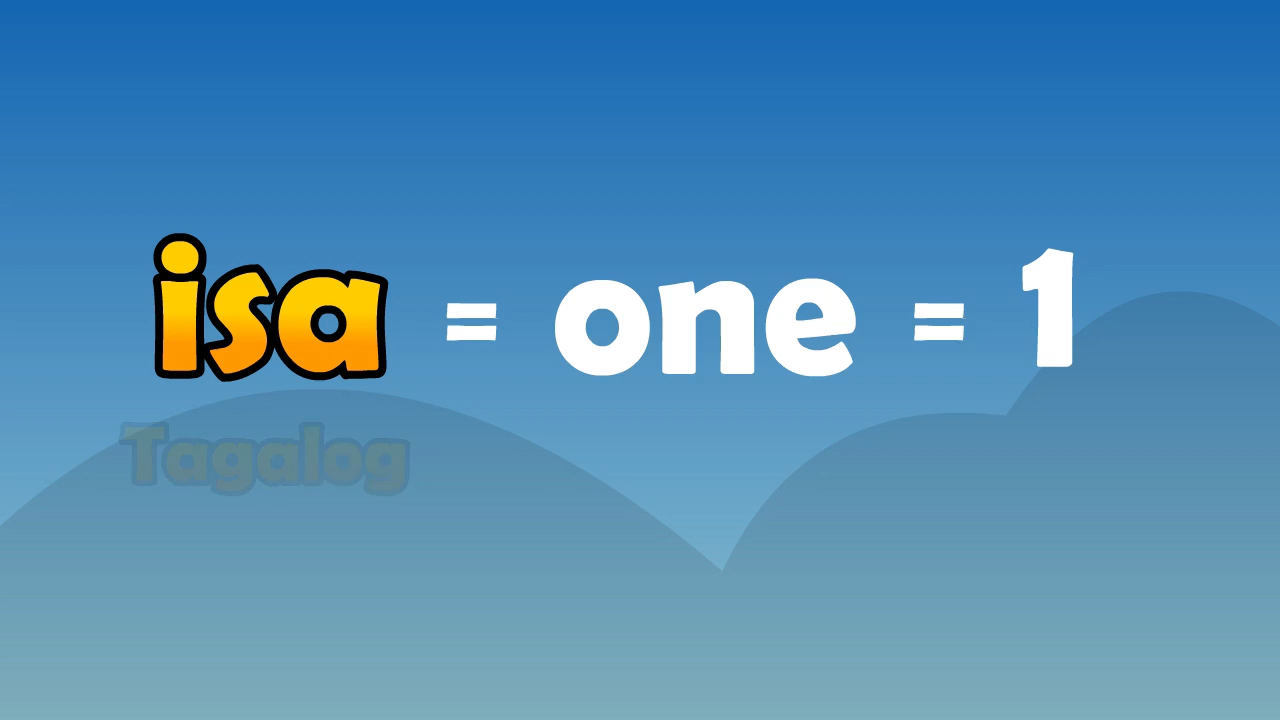 isa = one = 1
Tagalog